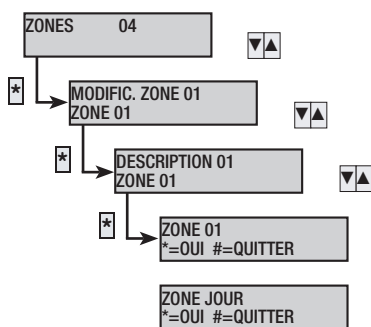 ZONES 04
▼▲
*
MODIFIC. ZONE 01
ZONE 01
▼▲
*
DESCRIPTION 01
ZONE 01
▼▲
*
ZONE 01
*=OUI #=QUITTER
ZONE JOUR
*=OUI #=QUITTER